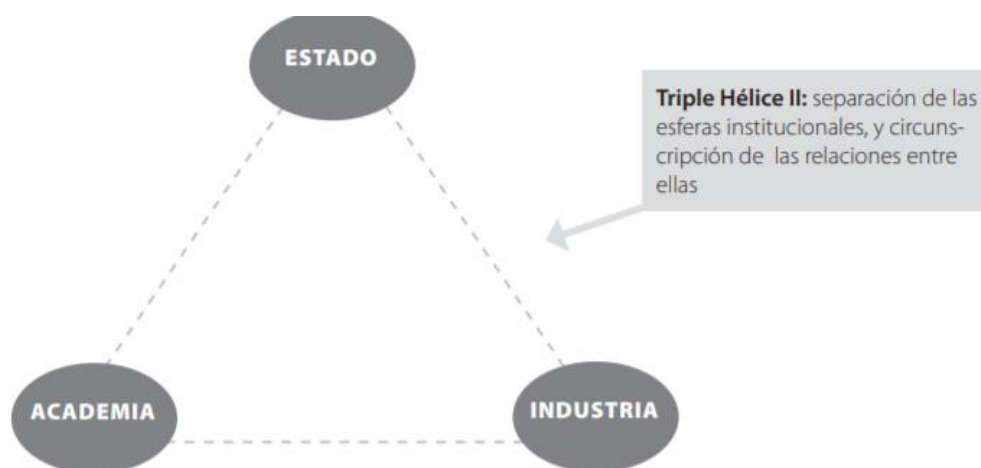 ESTADO
Triple Hélice II: separación de las
esferas institucionales, y circuns-
cripción de las relaciones entre
ellas
ACADEMIA
INDUSTRIA